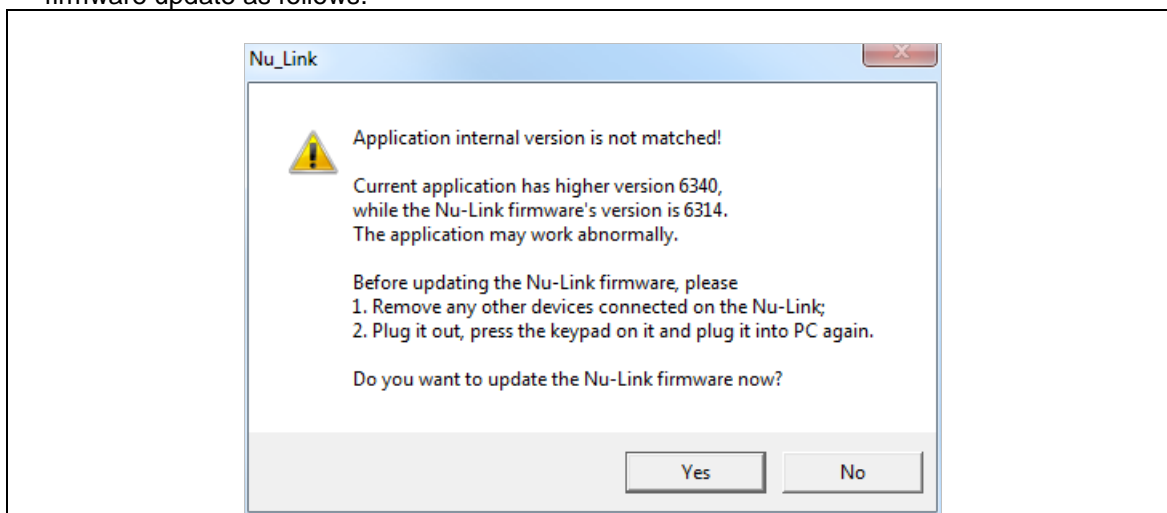 firmware update as follows:
Nu_Link
Application internal version is not matched!
Current application has higher version 6340,
while the Nu-Link firmware's version is 6314.
The application may work abnormally.
Before updating the Nu-Link firmware, please
1. Remove any other devices connected on the Nu-Link;
2. Plug it out, press the keypad on it and plug it into PC again.
Do you want to update the Nu-Link firmware now?
Yes No